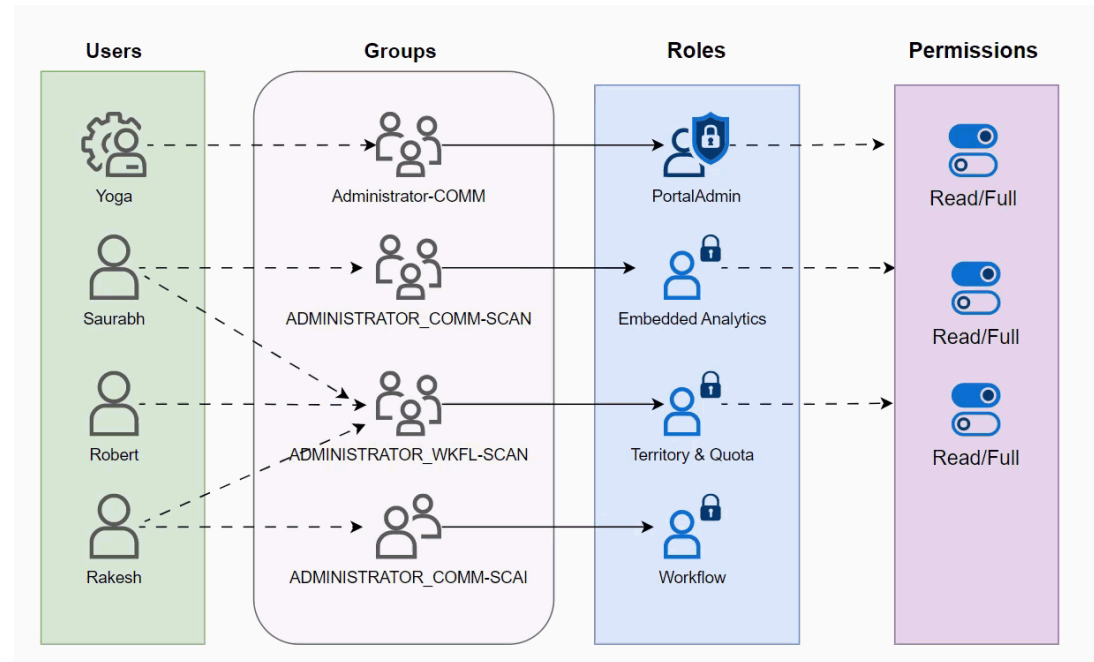 Users
Groups
Roles
Permissions
Yoga
Administrator-COMM
PortalAdmin
Read/Full
Saurabh
ADMINISTRATOR_COMM-SCAN
Embedded Analytics
Read/Full
Robert
ADMINISTRATOR_WKFL-SCAN
Territory & Quota
Read/Full
Rakesh
ADMINISTRATOR_COMM-SCAI
Workflow